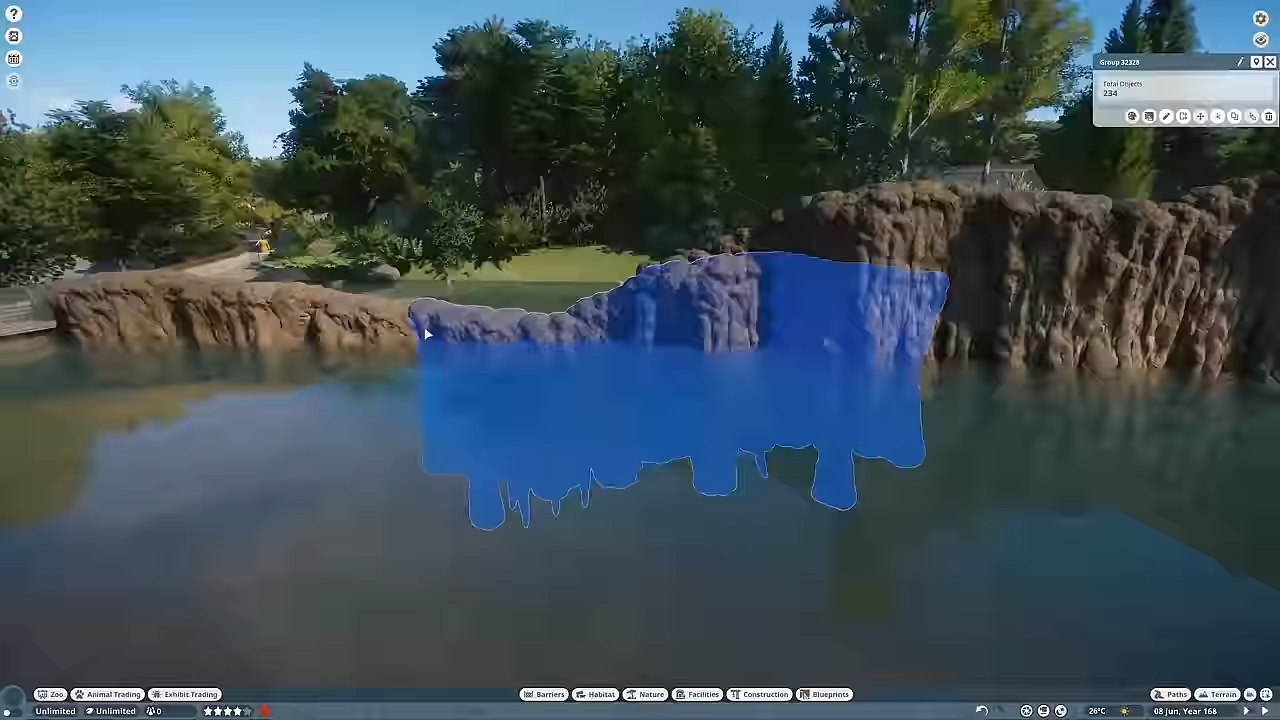 ?
Group 32328
Total Objects
234
Zoo
Animal Trading
Exhibit Trading
Barriers
Habitat
Nature
Facilities
Construction
Blueprints
Paths
Terrain
Unlimited
Unlimited
0
26°C
08 Jun, Year 168